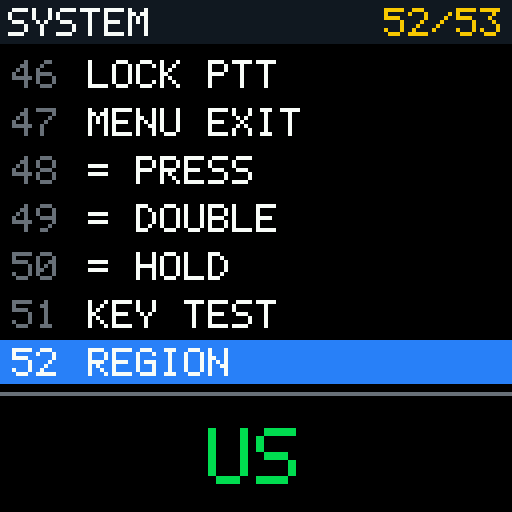 SYSTEM 52/53
46 LOCK PTT
47 MENU EXIT
48 = PRESS
49 = DOUBLE
50 = HOLD
51 KEY TEST
52 REGION
US